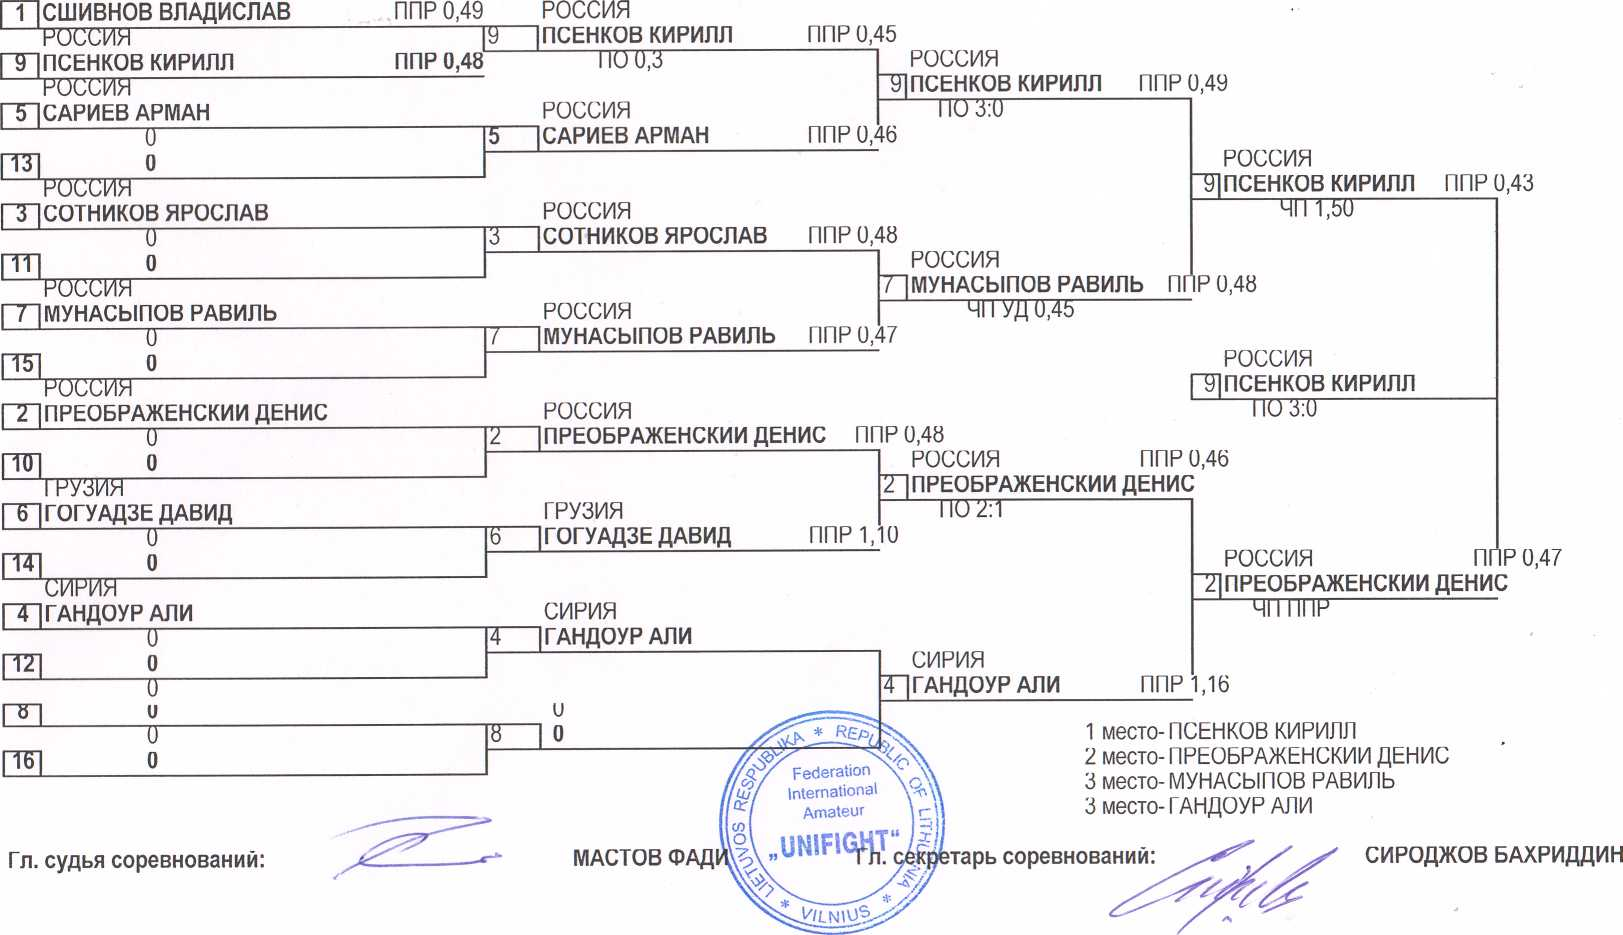 1 СШИВНОВ ВЛАДИСЛАВ ППР 0,49
РОССИЯ
9 ПСЕНКОВ КИРИЛЛ ППР 0,48
РОССИЯ
5 САРИЕВ АРМАН
0
13 0
РОССИЯ
3 СОТНИКОВ ЯРОСЛАВ
0
11 0
РОССИЯ
7 МУНАСЫПОВ РАВИЛЬ
0
15 0
РОССИЯ
2 ПРЕОБРАЖЕНСКИИ ДЕНИС
0
10 0
ГРУЗИЯ
6 ГОГУАДЗЕ ДАВИД
0
14 0
СИРИЯ
4 ГАНДОУР АЛИ
0
12 0
0
8 0
0
16 0
РОССИЯ
9 ПСЕНКОВ КИРИЛЛ ППР 0,45
ПО 0,3
РОССИЯ
5 САРИЕВ АРМАН ППР 0,46
РОССИЯ
3 СОТНИКОВ ЯРОСЛАВ ППР 0,48
РОССИЯ
7 МУНАСЫПОВ РАВИЛЬ ППР 0,47
РОССИЯ
2 ПРЕОБРАЖЕНСКИИ ДЕНИС ППР 0,48
ГРУЗИЯ
6 ГОГУАДЗЕ ДАВИД ППР 1,10
СИРИЯ
4 ГАНДОУР АЛИ
0
8 0
РОССИЯ
9 ПСЕНКОВ КИРИЛЛ ППР 0,49
ПО 3:0
РОССИЯ
7 МУНАСЫПОВ РАВИЛЬ ППР 0,48
ЧП УД 0,45
РОССИЯ ППР 0,46
2 ПРЕОБРАЖЕНСКИИ ДЕНИС
ПО 2:1
СИРИЯ
4 ГАНДОУР АЛИ ППР 1,16
РОССИЯ
9 ПСЕНКОВ КИРИЛЛ ППР 0,43
ЧП 1,50
РОССИЯ
9 ПСЕНКОВ КИРИЛЛ
ПО 3:0
РОССИЯ ППР 0,47
2 ПРЕОБРАЖЕНСКИИ ДЕНИС
ЧП ППР
1 место- ПСЕНКОВ КИРИЛЛ
2 место- ПРЕОБРАЖЕНСКИИ ДЕНИС
3 место- МУНАСЫПОВ РАВИЛЬ
3 место- ГАНДОУР АЛИ
LIETUVOS RESPUBLIKA * REPUBLIC OF LITHUANIA * VILNIUS *
Federation
International
Amateur
„UNIFIGHT“
Гл. судья соревнований: МАСТОВ ФАДИ Гл. секретарь соревнований: СИРОДЖОВ БАХРИДДИН